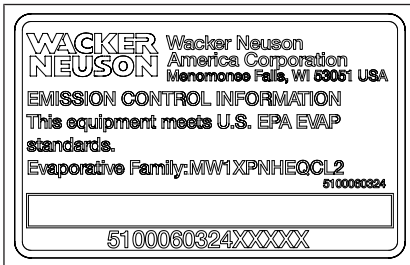 WACKER NEUSON
Wacker Neuson
America Corporation
Menomonee Falls, WI 53051 USA
EMISSION CONTROL INFORMATION
This equipment meets U.S. EPA EVAP
standards.
Evaporative Family:MW1XPNHEQCL2
5100060324
5100060324XXXXX